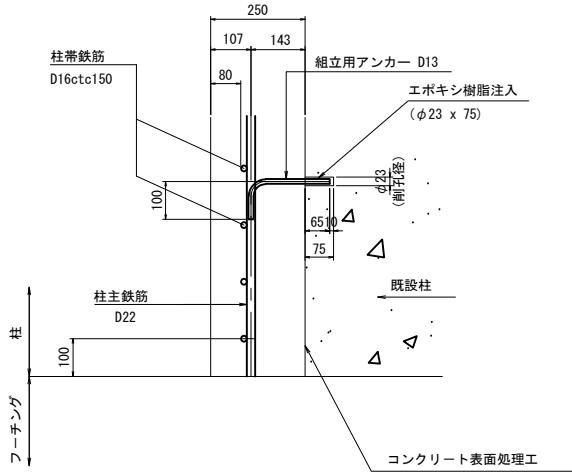 250
107
143
柱帯鉄筋
D16ctc150
80
組立用アンカー D13
エポキシ樹脂注入
(φ23 x 75)
φ23
(削孔径)
100
65
10
75
柱主鉄筋
D22
既設柱
柱
100
フーチング
コンクリート表面処理工